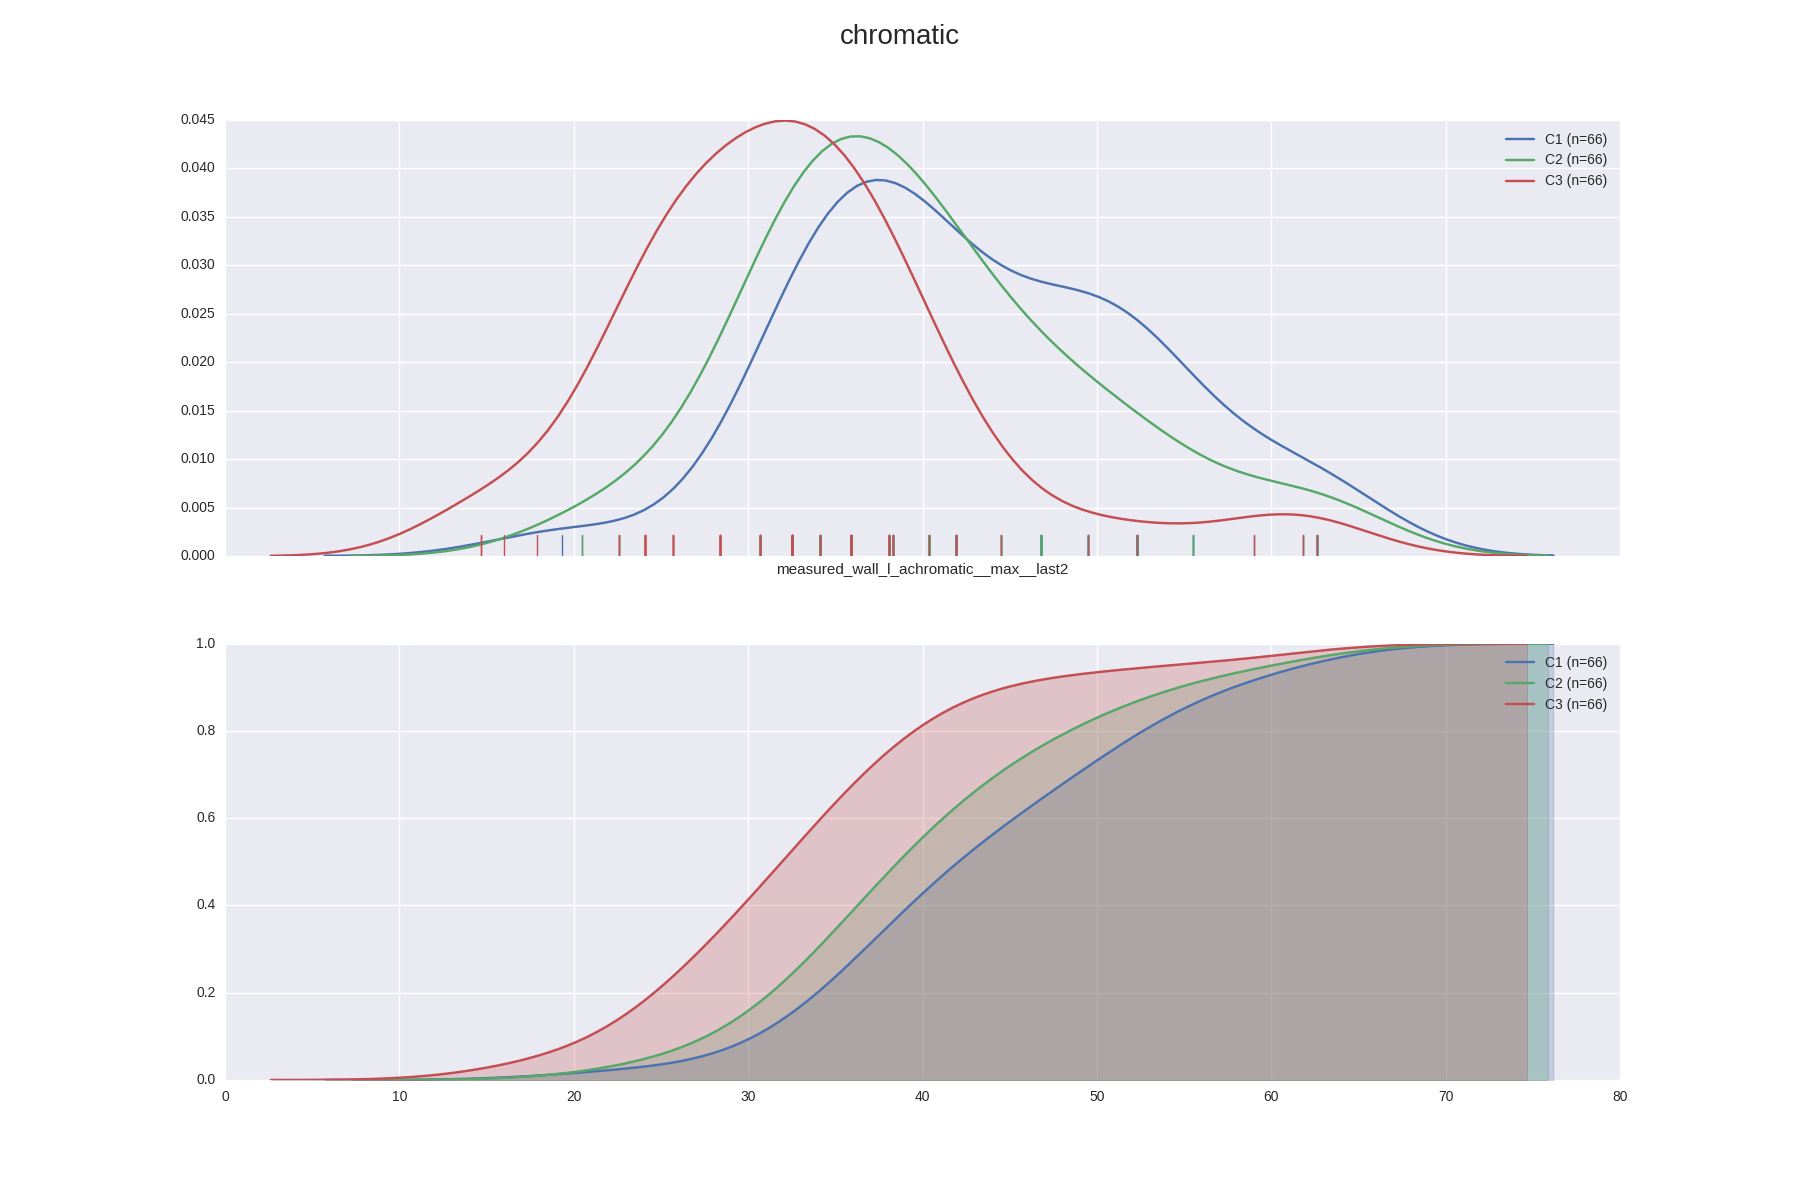 chromatic
0.045
0.040
0.035
0.030
0.025
0.020
0.015
0.010
0.005
0.000
C1 (n=66)
C2 (n=66)
C3 (n=66)
measured_wall_l_achromatic__max__last2
1.0
0.8
0.6
0.4
0.2
0.0
C1 (n=66)
C2 (n=66)
C3 (n=66)
0 10 20 30 40 50 60 70 80